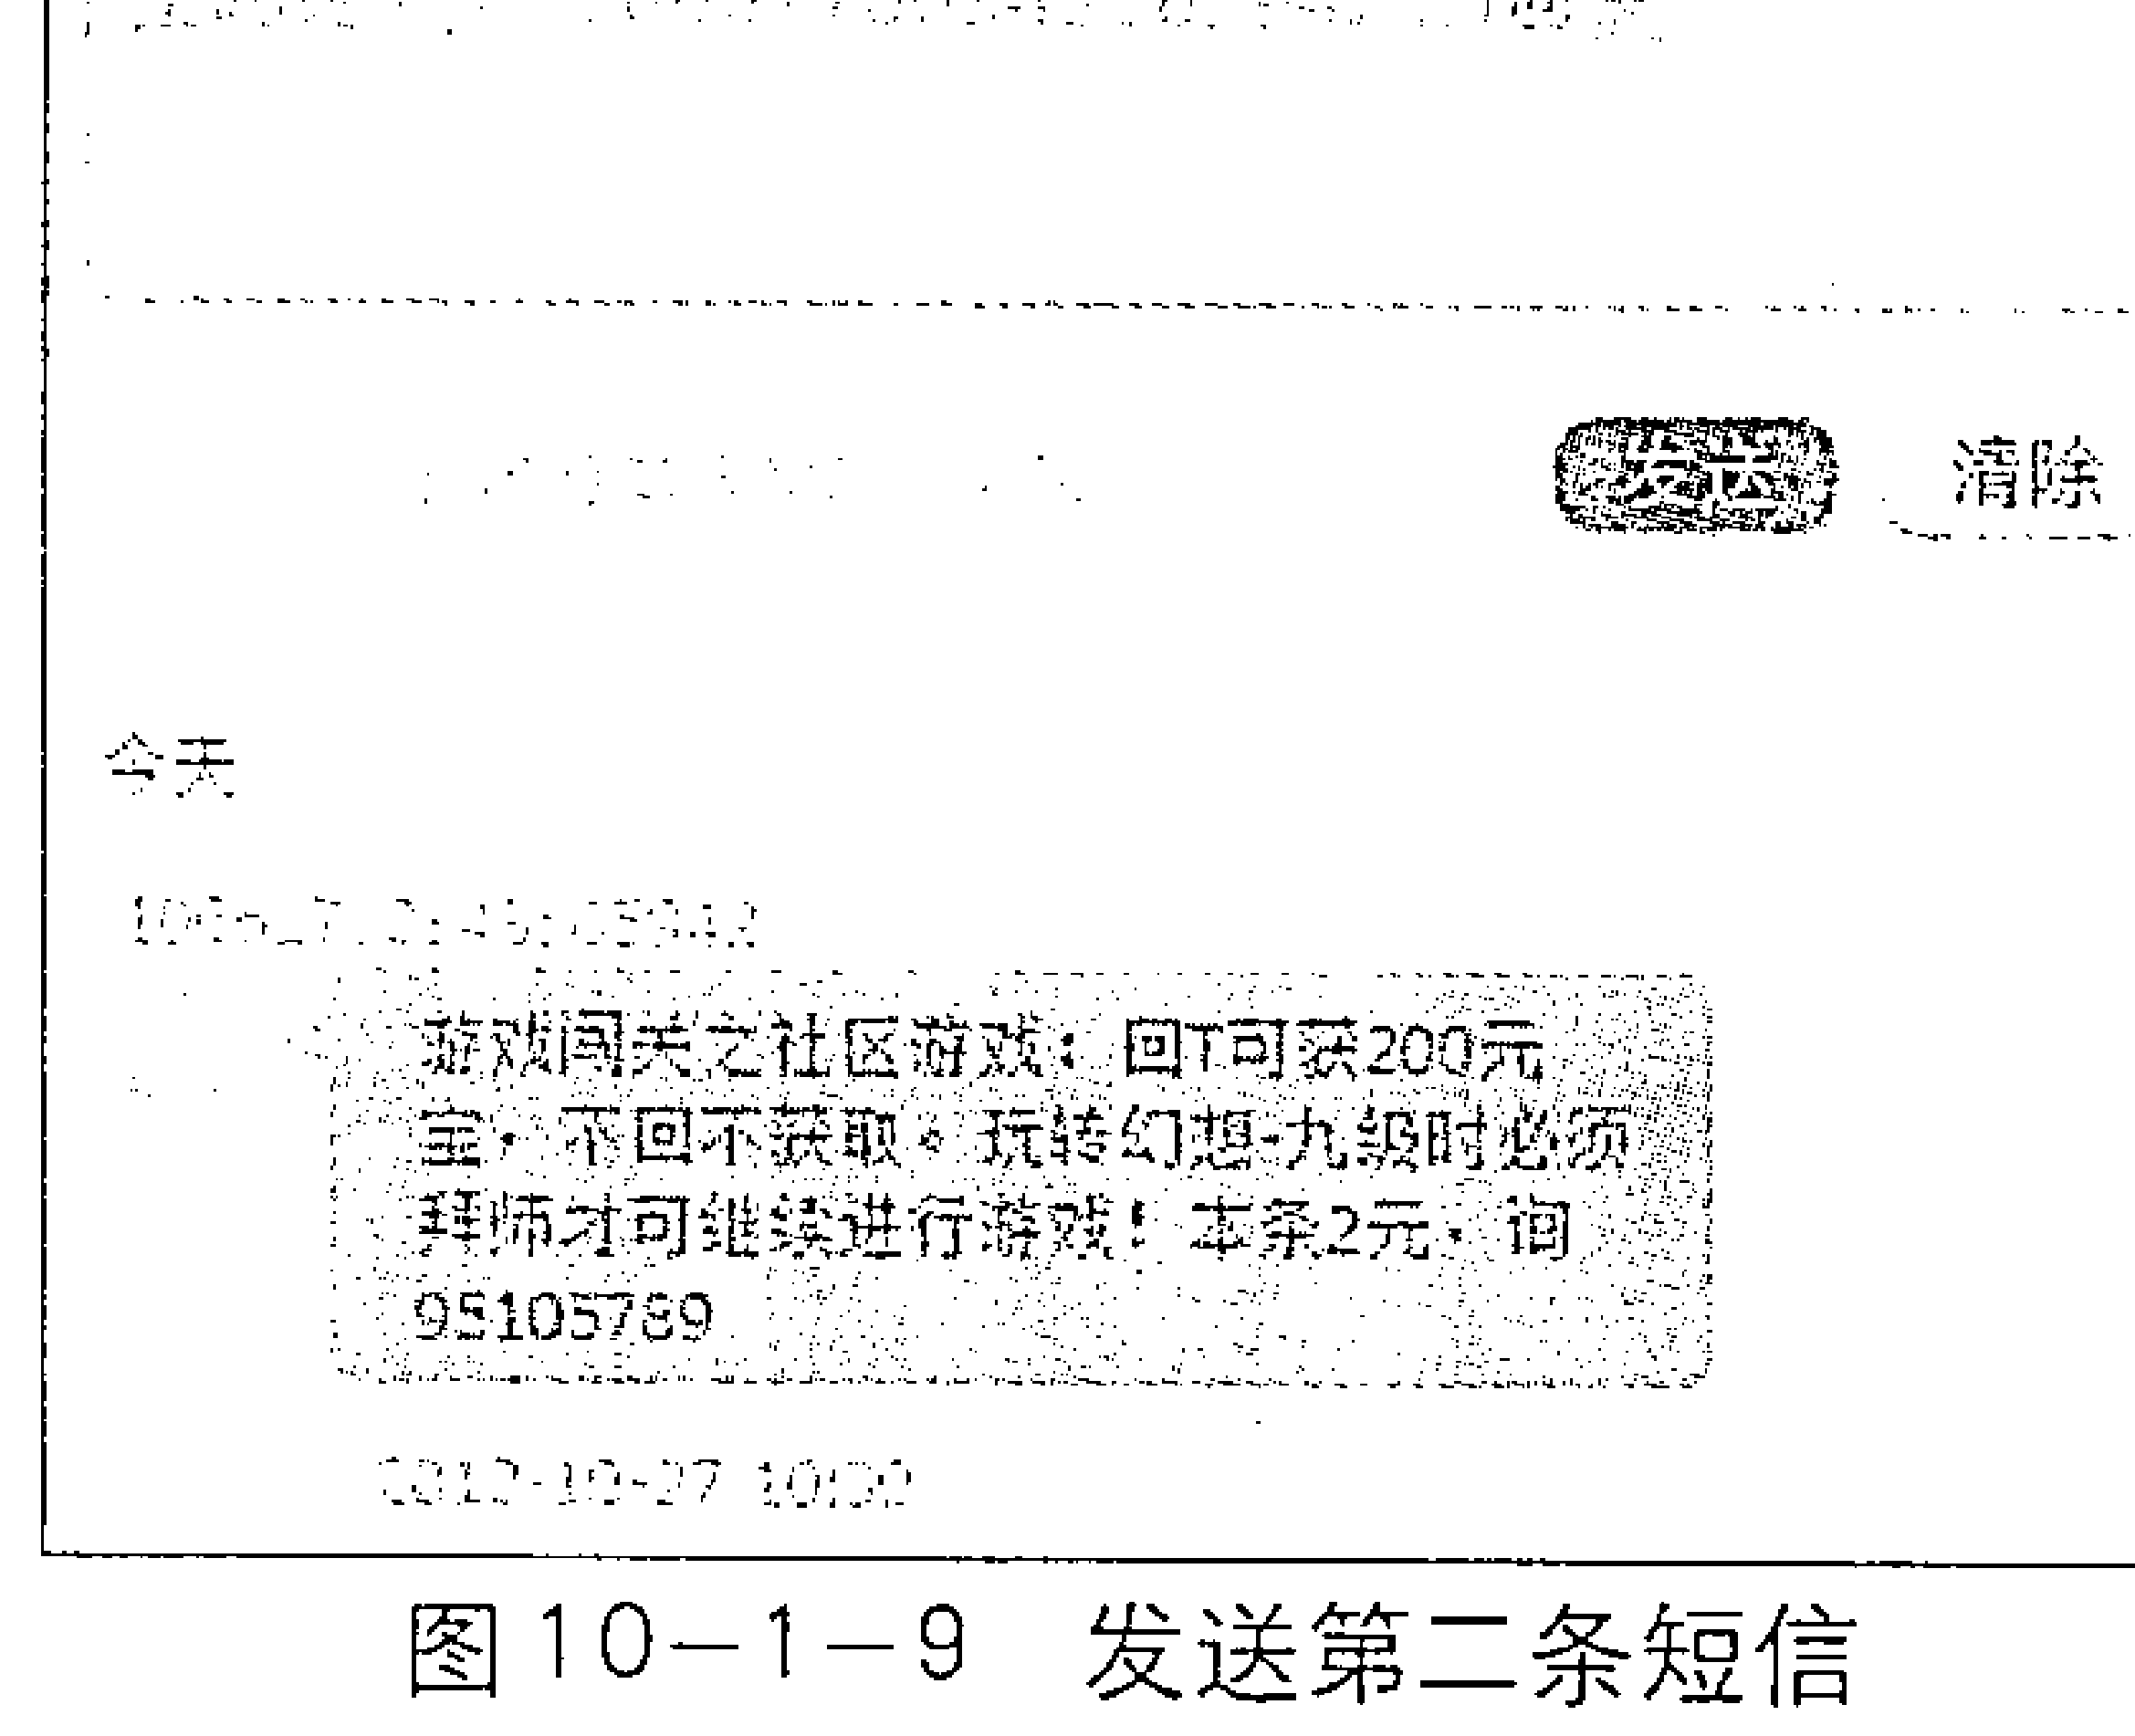 发送 清除
今天
游戏闯关之社区游戏：回T可获200元
宝，不回不获取。玩转幻想-九级时必须
拜师才可继续进行游戏！本条2元，询
95105789
图10-1-9 发送第二条短信